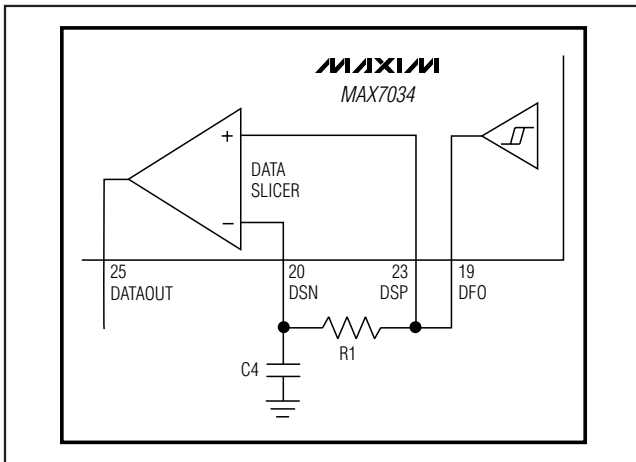 MAXIM
MAX7034
+
DATA
SLICER
−
25
DATAOUT
20
DSN
23
DSP
19
DFO
R1
C4